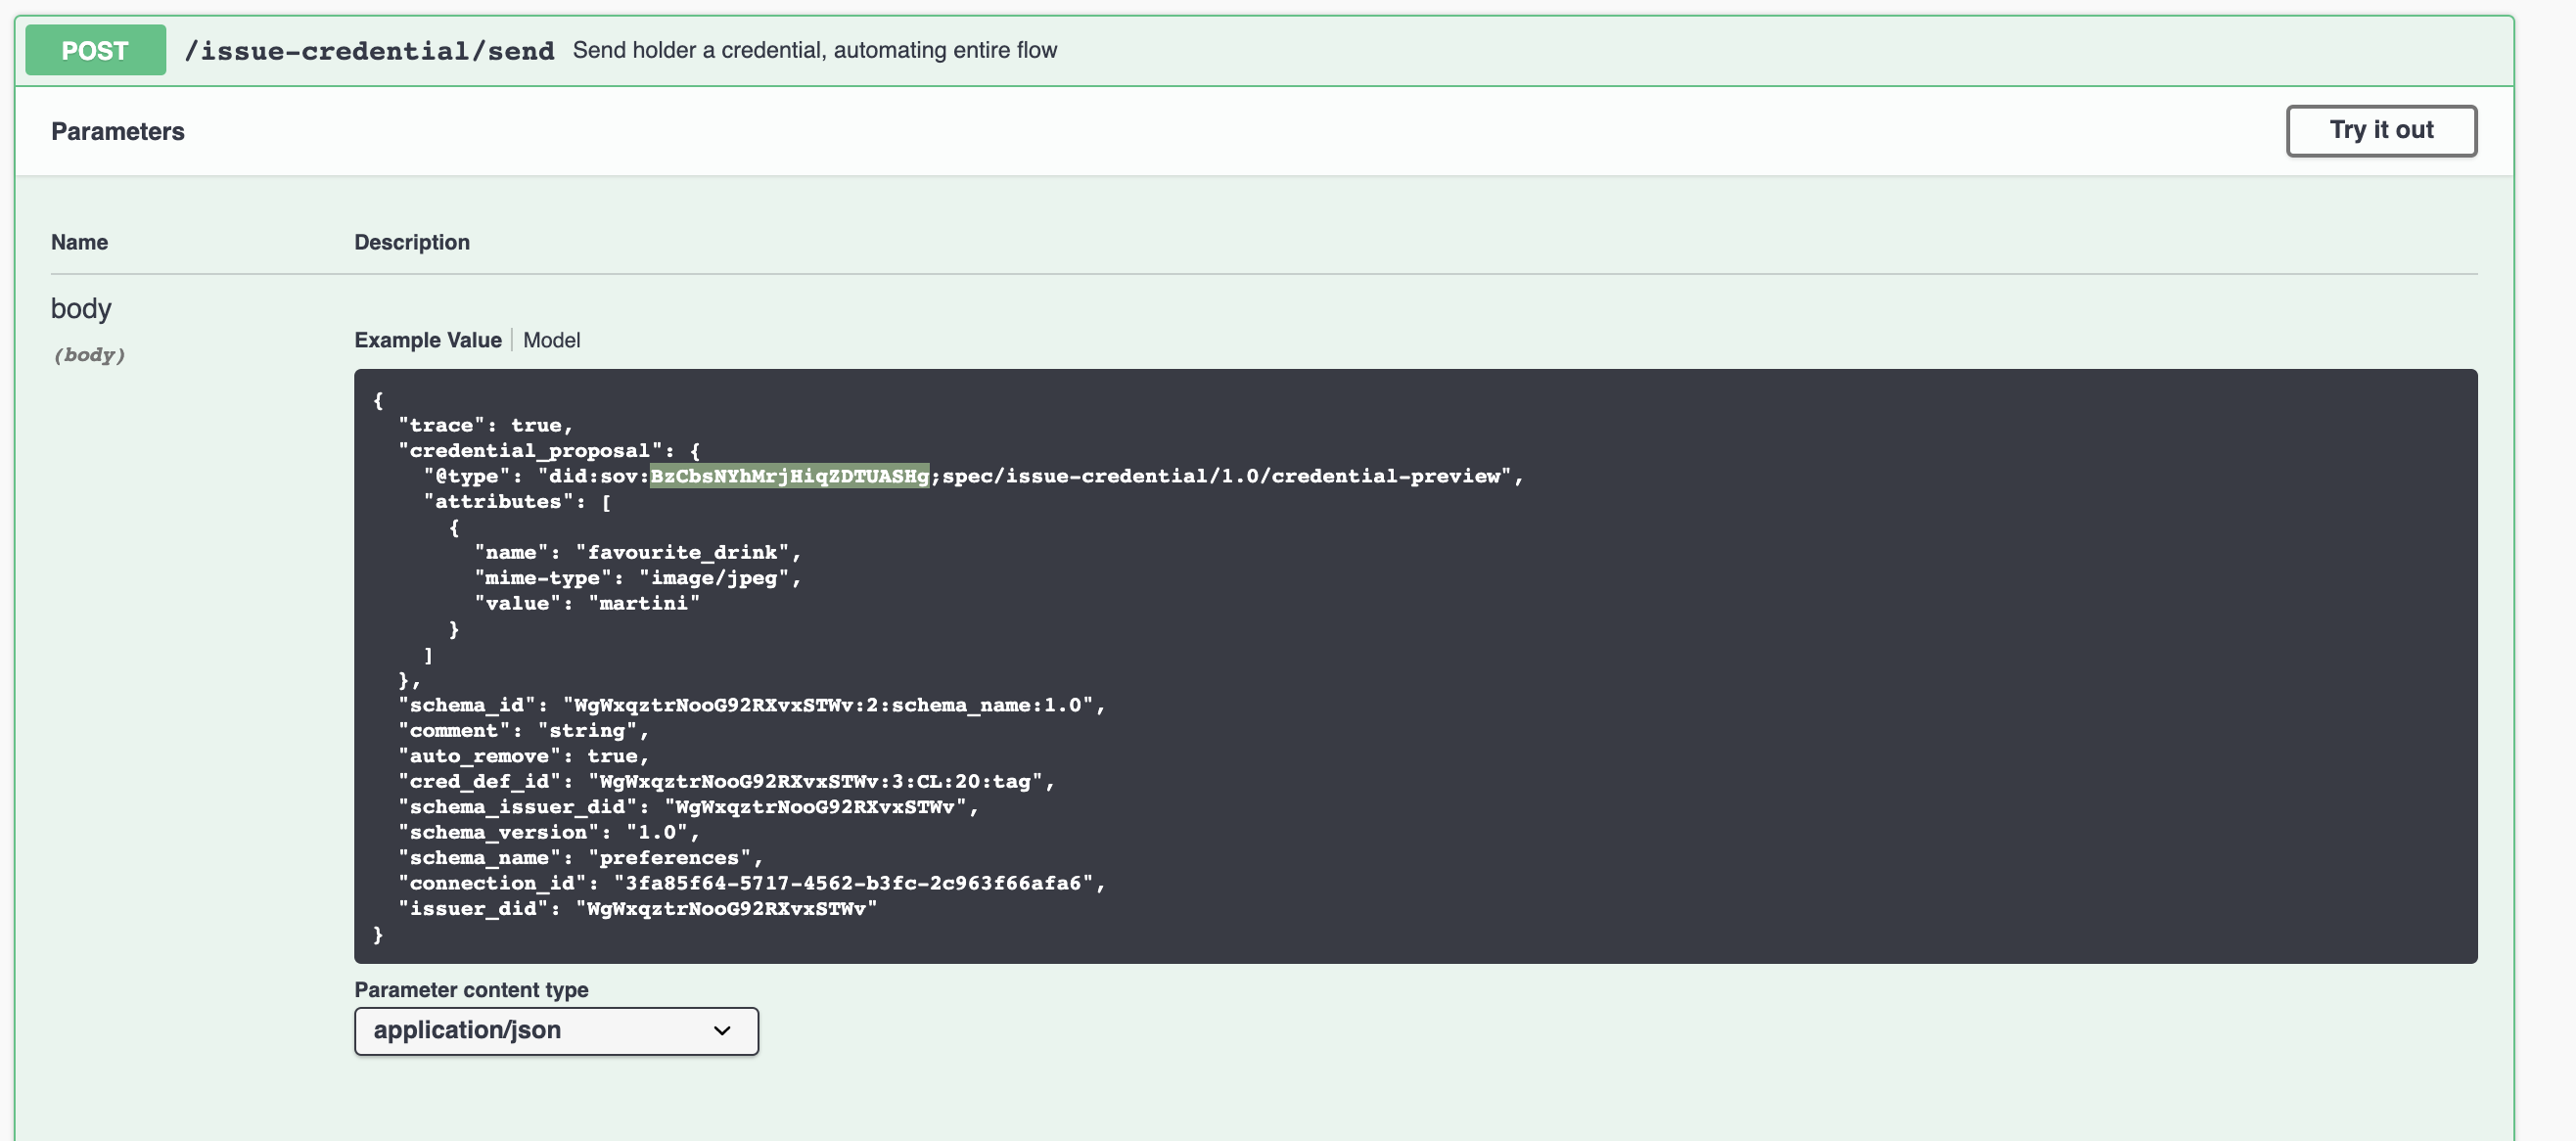 POST /issue-credential/send Send holder a credential, automating entire flow
Parameters
Try it out
Name Description
body
(body)
Example Value Model
{
"trace": true,
"credential_proposal": {
"@type": "did:sov:BzCbsNYhMrjHiqZDTUASHg;spec/issue-credential/1.0/credential-preview",
"attributes": [
{
"name": "favourite_drink",
"mime-type": "image/jpeg",
"value": "martini"
}
]
},
"schema_id": "WgWxqztrNooG92RXvxSTWv:2:schema_name:1.0",
"comment": "string",
"auto_remove": true,
"cred_def_id": "WgWxqztrNooG92RXvxSTWv:3:CL:20:tag",
"schema_issuer_did": "WgWxqztrNooG92RXvxSTWv",
"schema_version": "1.0",
"schema_name": "preferences",
"connection_id": "3fa85f64-5717-4562-b3fc-2c963f66afa6",
"issuer_did": "WgWxqztrNooG92RXvxSTWv"
}
Parameter content type
application/json